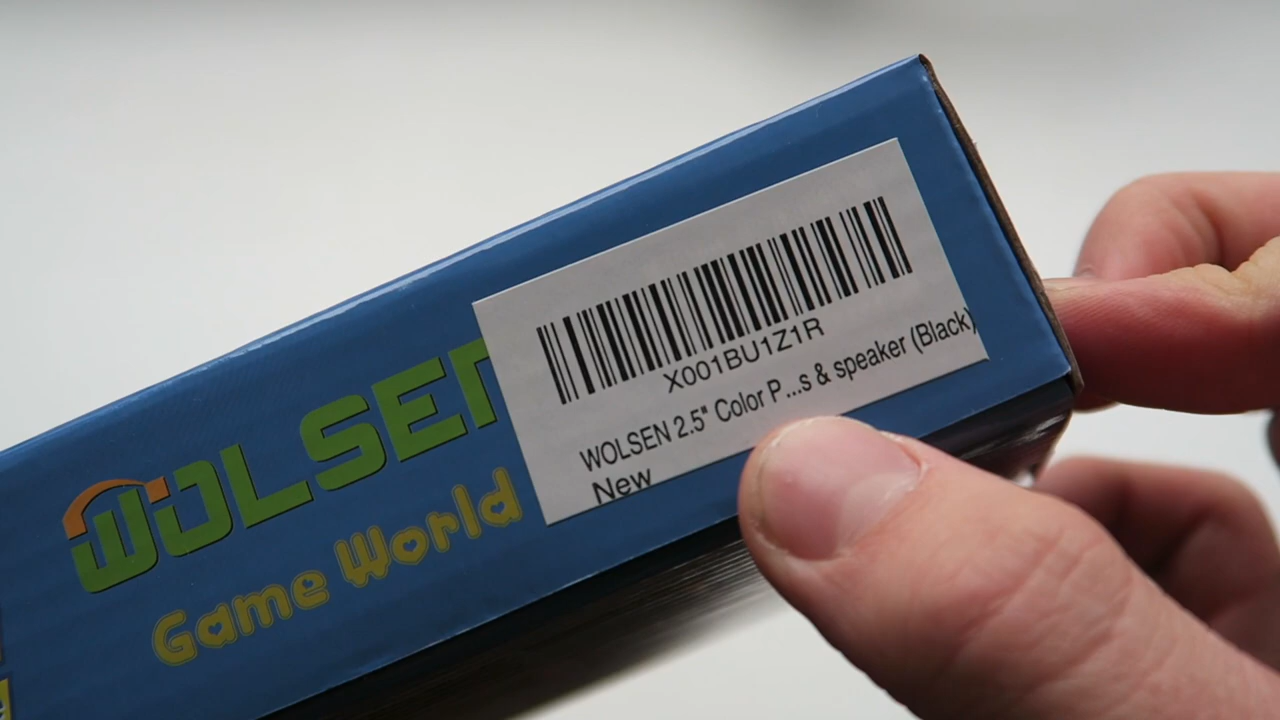 WOLSEN
Game World
X001BU1Z1R
WOLSEN 2.5" Color P ...s & speaker (Black)
New